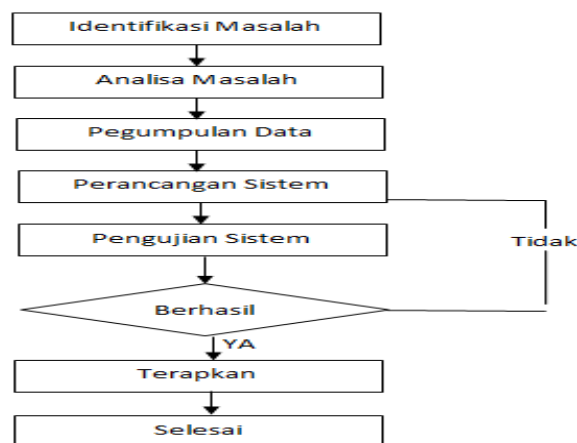 Identifikasi Masalah
Analisa Masalah
Pegumpulan Data
Perancangan Sistem
Pengujian Sistem
Tidak
Berhasil
YA
Terapkan
Selesai